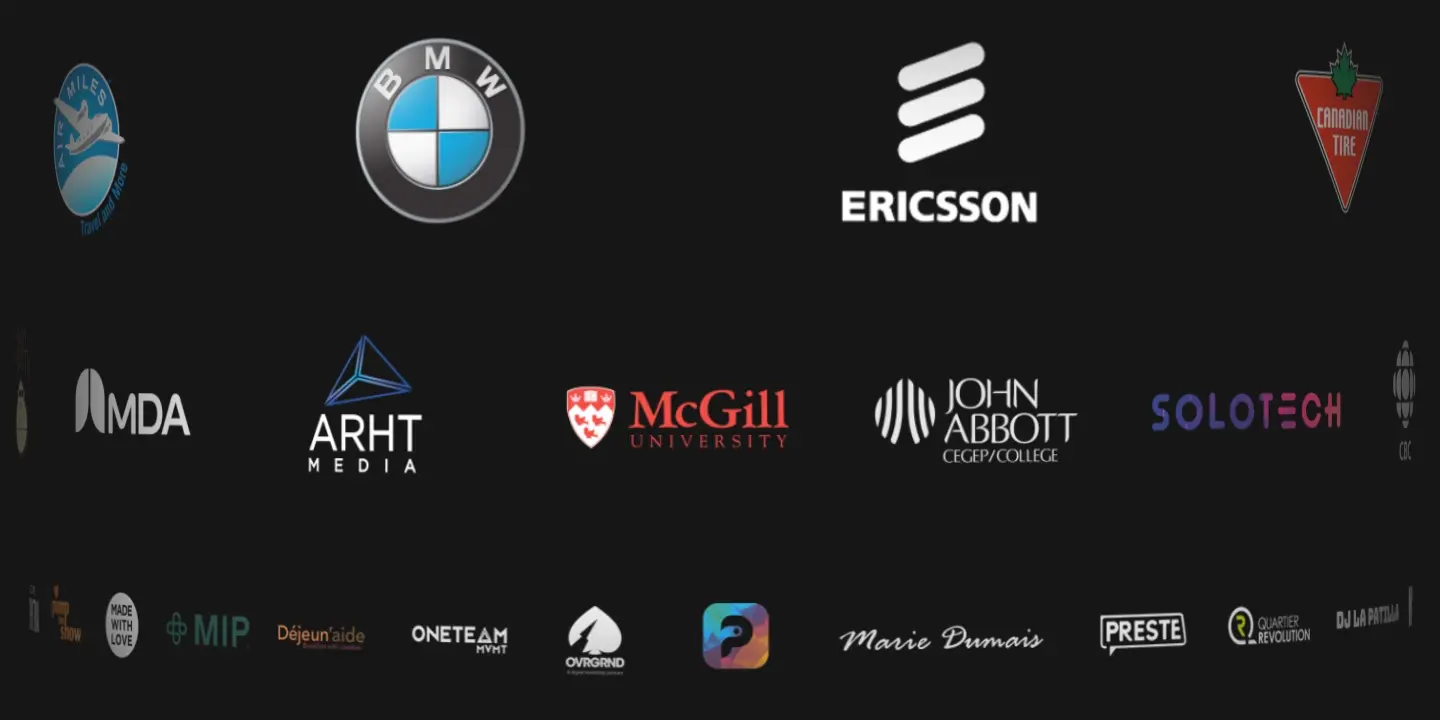 AIR MILES
Travel and More
BMW
ERICSSON
CANADIAN
TIRE
MDA
ARHT
MEDIA
McGill
UNIVERSITY
JOHN
ABBOTT
CEGEP/COLLEGE
SOLOTECH
CBC
show
MADE
WITH
LOVE
MIP
Déjeun'aide
ONETEAM
MVMT
OVRGRND
P
Marie Dumais
PRESTE
QUARTIER
REVOLUTION
DJ LA PATILLA